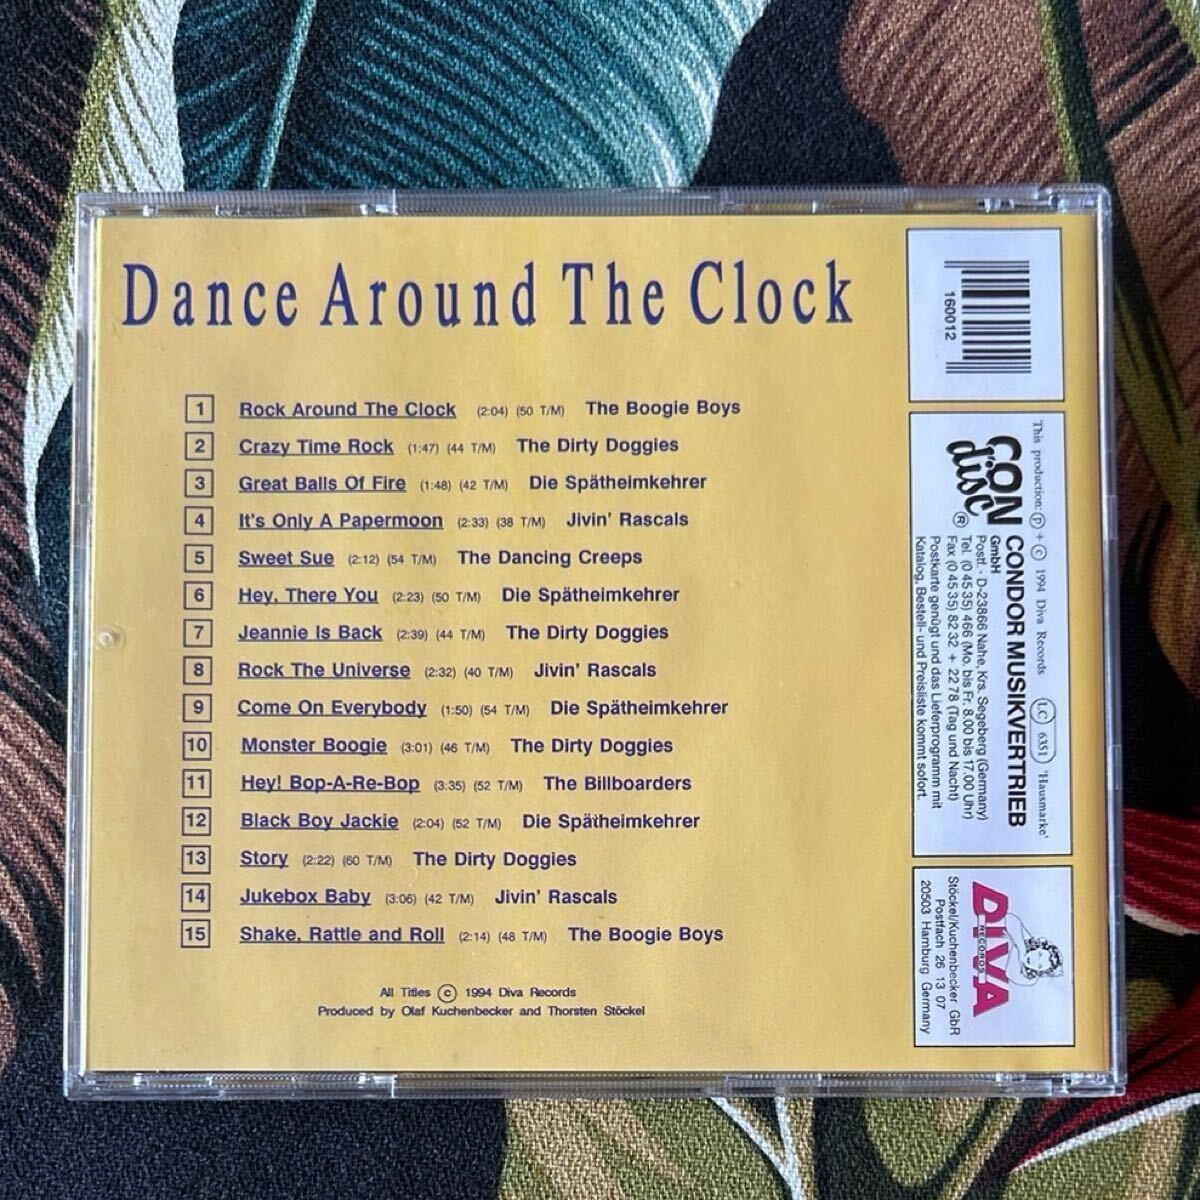 Dance Around The Clock
1 Rock Around The Clock (2:04) (50 T/M) The Boogie Boys
2 Crazy Time Rock (1:47) (44 T/M) The Dirty Doggies
3 Great Balls Of Fire (1:48) (42 T/M) Die Spätheimkehrer
4 It's Only A Papermoon (2:33) (38 T/M) Jivin' Rascals
5 Sweet Sue (2:12) (54 T/M) The Dancing Creeps
6 Hey, There You (2:23) (50 T/M) Die Spätheimkehrer
7 Jeannie Is Back (2:39) (44 T/M) The Dirty Doggies
8 Rock The Universe (2:32) (40 T/M) Jivin' Rascals
9 Come On Everybody (1:50) (54 T/M) Die Spätheimkehrer
10 Monster Boogie (3:01) (46 T/M) The Dirty Doggies
11 Hey! Bop-A-Re-Bop (3:35) (52 T/M) The Billboarders
12 Black Boy Jackie (2:04) (52 T/M) Die Spätheimkehrer
13 Story (2:22) (60 T/M) The Dirty Doggies
14 Jukebox Baby (3:06) (42 T/M) Jivin' Rascals
15 Shake, Rattle and Roll (2:14) (48 T/M) The Boogie Boys
All Titles © 1994 Diva Records
Produced by Olaf Kuchenbecker and Thorsten Stöckel
160012
This production: ℗ + © 1994 Diva Records LC 6351 'Hausmarke'
CON disc ®
CONDOR MUSIKVERTRIEB
GmbH
Postf. · D-23866 Nahe, Krs. Segeberg (Germany)
Tel. (0 45 35) 466 (Mo. bis Fr. 8.00 bis 17.00 Uhr)
Fax (0 45 35) 82 32 + 22 78 (Tag und Nacht)
Postkarte genügt und das Lieferprogramm mit
Katalog, Bestell- und Preisliste kommt sofort.
DIVA
RECORDS
Stöckel/Kuchenbecker GbR
Postfach 26 13 07
20503 Hamburg Germany